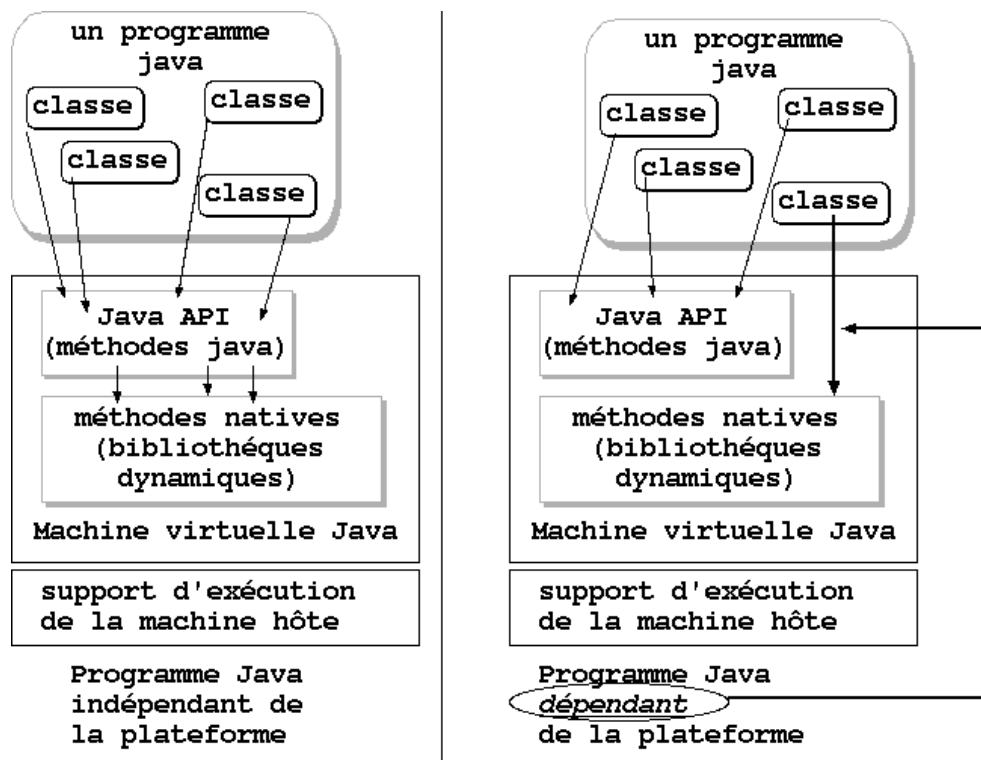 un programme
java
classe
classe
classe
classe
Java API
(méthodes java)
méthodes natives
(bibliothéques
dynamiques)
Machine virtuelle Java
support d'exécution
de la machine hôte
Programme Java
indépendant de
la plateforme
un programme
java
classe
classe
classe
classe
Java API
(méthodes java)
méthodes natives
(bibliothéques
dynamiques)
Machine virtuelle Java
support d'exécution
de la machine hôte
Programme Java
dépendant
de la plateforme